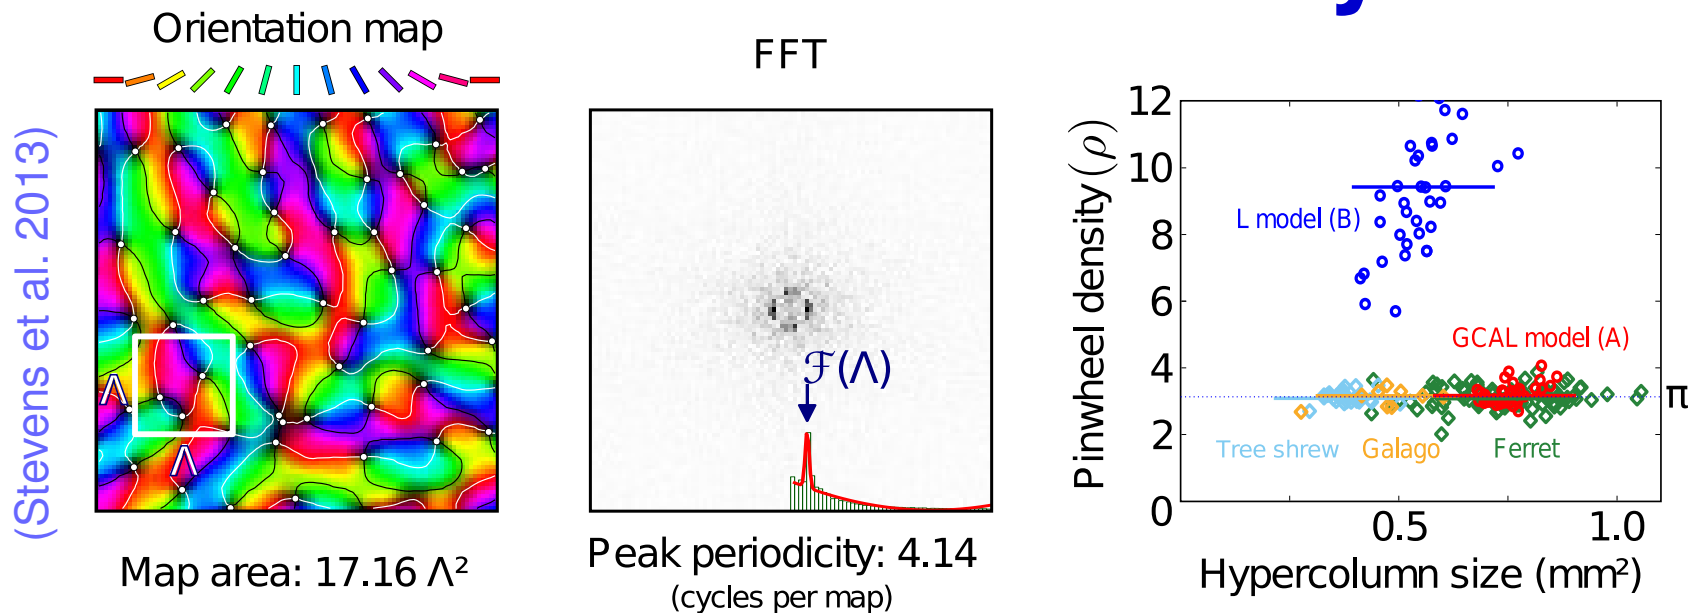 (Stevens et al. 2013)
Orientation map
Λ
Λ
Map area: 17.16 Λ²
FFT
ℱ(Λ)
Peak periodicity: 4.14
(cycles per map)
Pinwheel density(ρ)
12
10
8
6
4
2
0
L model (B)
GCAL model (A)
π
Tree shrew
Galago
Ferret
0.5
1.0
Hypercolumn size (mm²)